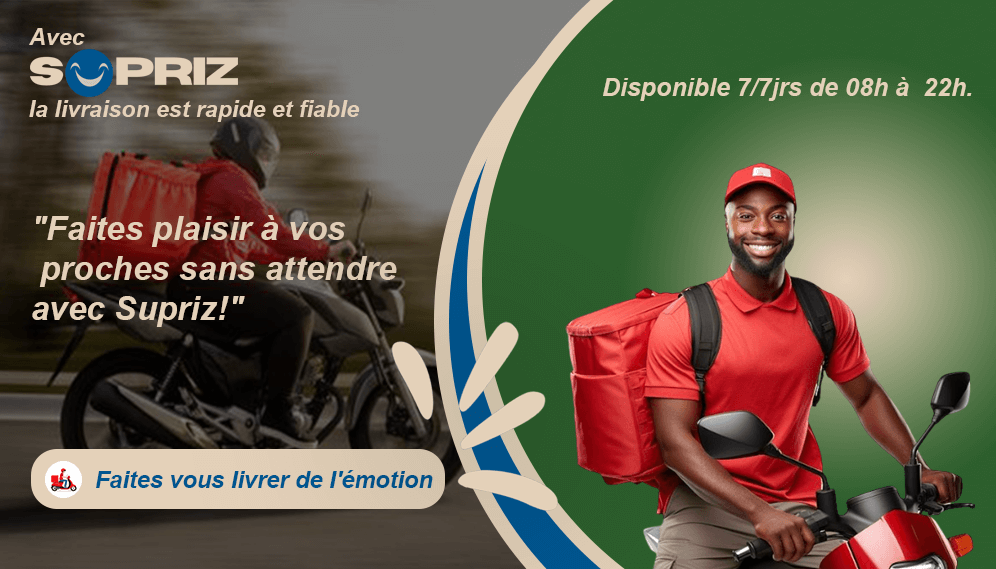 Avec
SUPRIZ
la livraison est rapide et fiable
Disponible 7/7jrs de 08h à 22h.
"Faites plaisir à vos
proches sans attendre
avec Supriz!"
Faites vous livrer de l'émotion